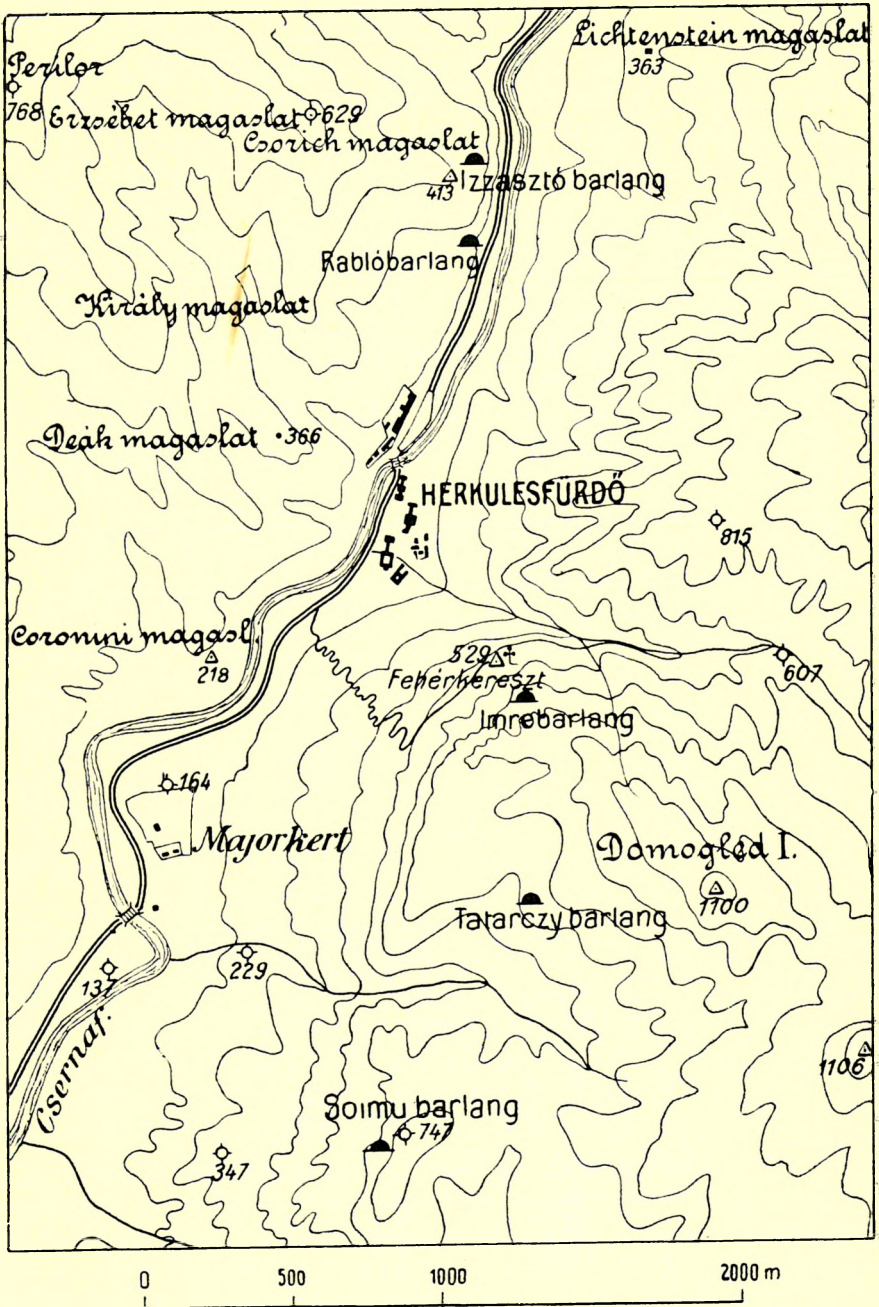 Lichtenstein magaslat
363
Perilor
768
Erzsébet magaslat 629
Csorich magaslat
413
Izzasztó barlang
Rablóbarlang
Király magaslat
Deák magaslat 366
HERKULESFÜRDŐ
815
Coronini magasl.
218
529
Fehérkereszt
607
Imrebarlang
164
Majorkert
Domogled I.
1100
Tatarczy barlang
229
137
Csernaf.
1106
Soimu barlang
747
347
0 500 1000 2000 m